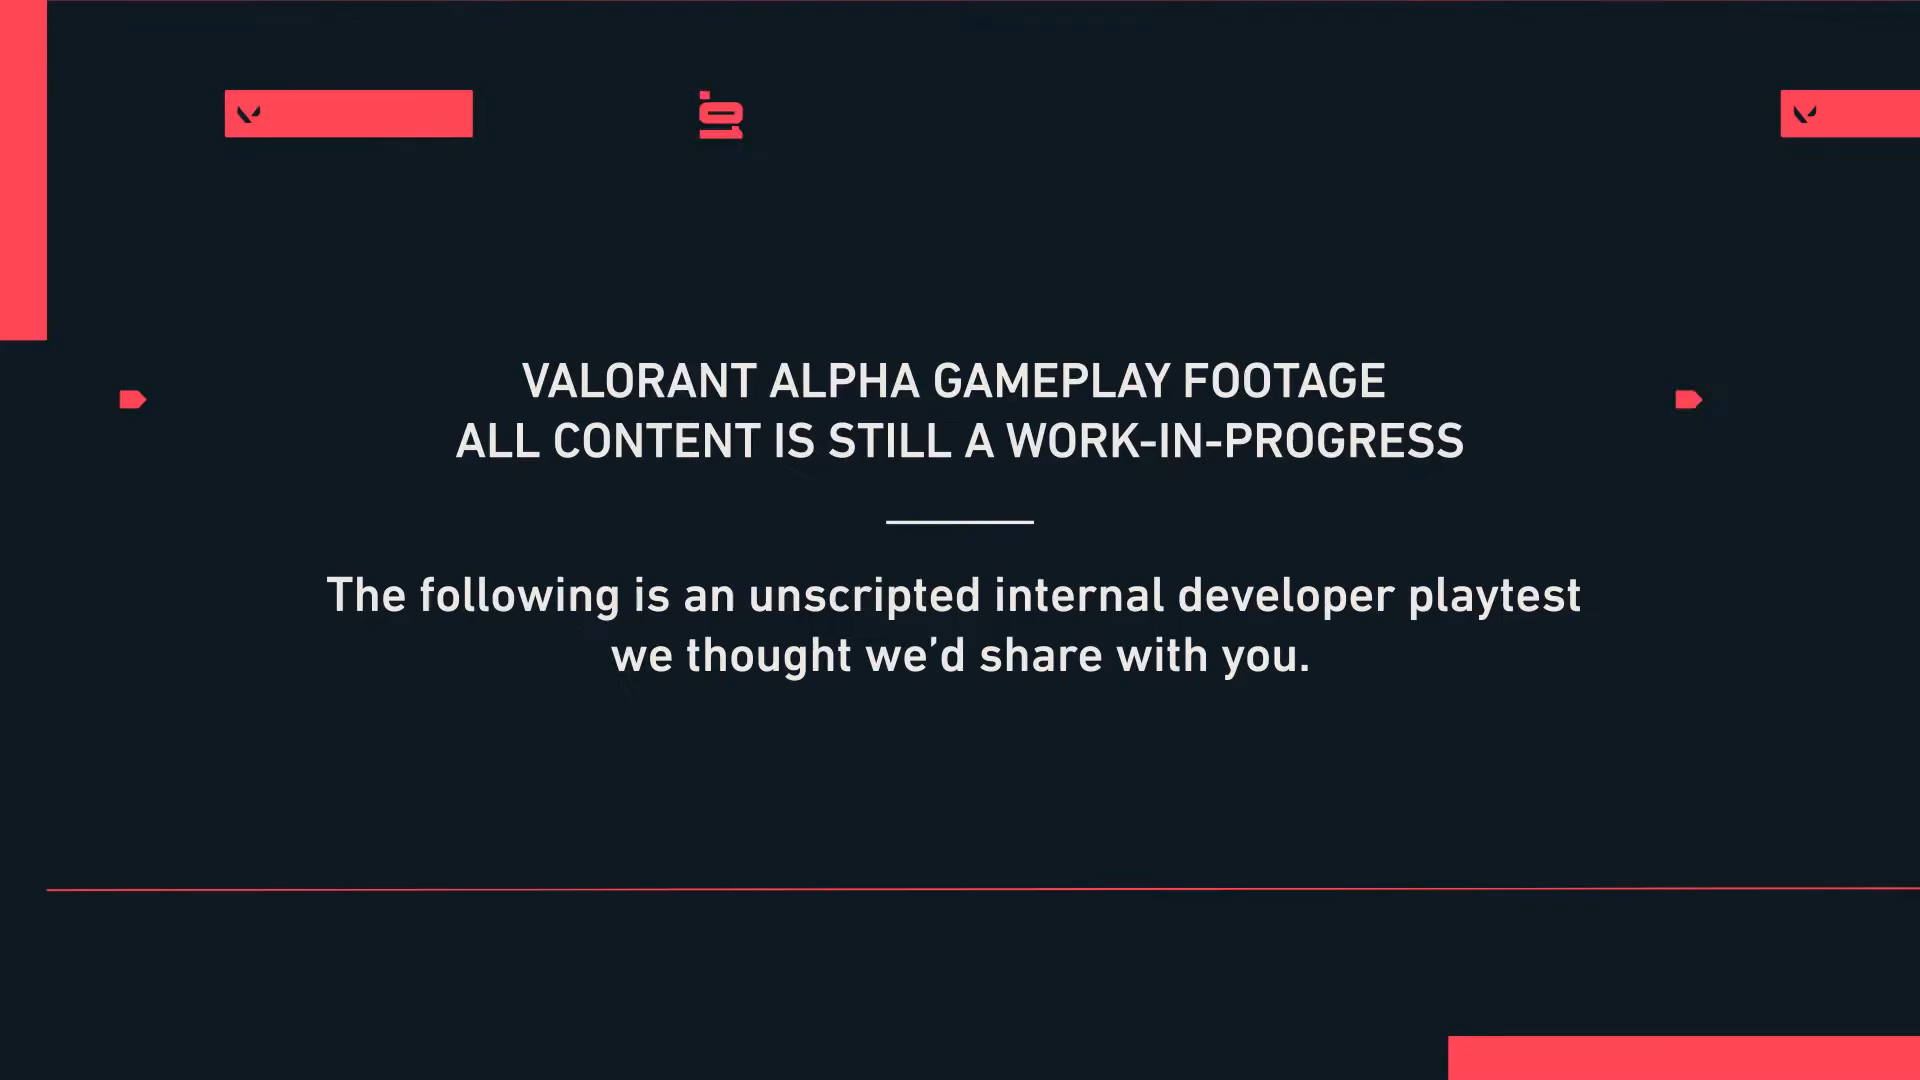 VALORANT ALPHA GAMEPLAY FOOTAGE
ALL CONTENT IS STILL A WORK-IN-PROGRESS
The following is an unscripted internal developer playtest
we thought we’d share with you.